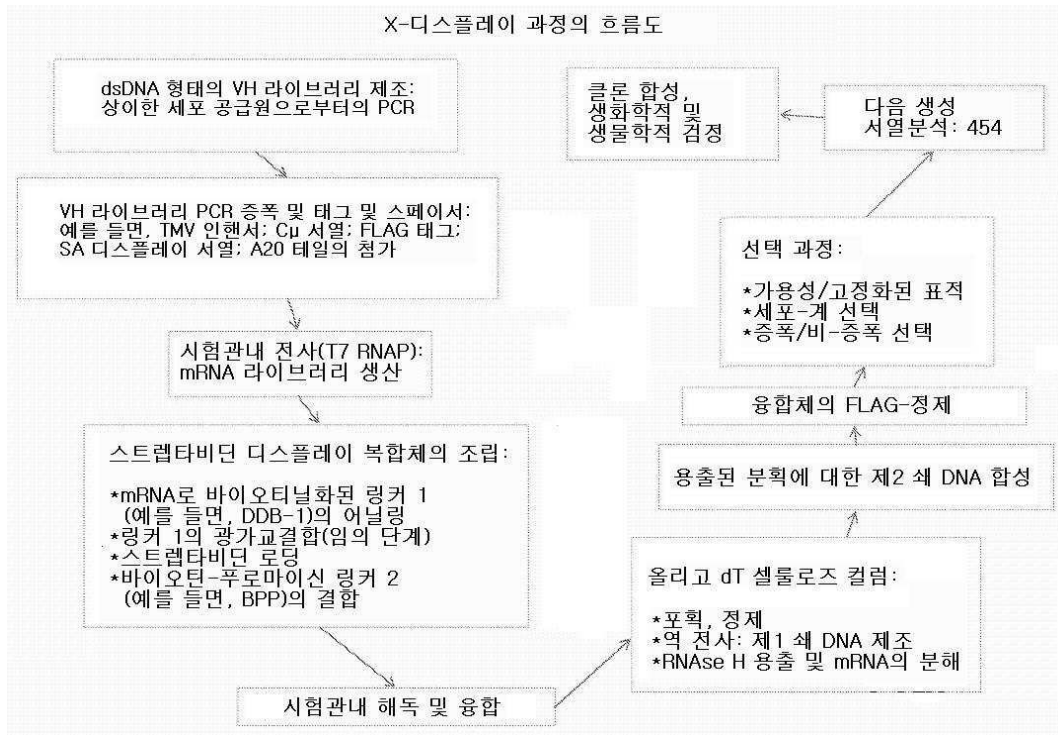 X-디스플레이 과정의 흐름도
dsDNA 형태의 VH 라이브러리 제조:
상이한 세포 공급원으로부터의 PCR
VH 라이브러리 PCR 증폭 및 태그 및 스페이서:
예를 들면, TMV 인핸서; Cμ 서열; FLAG 태그;
SA 디스플레이 서열; A20 테일의 첨가
시험관내 전사(T7 RNAP):
mRNA 라이브러리 생산
스트렙타비딘 디스플레이 복합체의 조립:
*mRNA로 바이오티닐화된 링커 1
(예를 들면, DDB-1)의 어닐링
*링커 1의 광가교결합(임의 단계)
*스트렙타비딘 로딩
*바이오틴-푸로마이신 링커 2
(예를 들면, BPP)의 결합
시험관내 해독 및 융합
올리고 dT 셀룰로즈 컬럼:
*포획, 정제
*역 전사: 제1 쇄 DNA 제조
*RNAse H 용출 및 mRNA의 분해
용출된 분획에 대한 제2 쇄 DNA 합성
융합체의 FLAG-정제
선택 과정:
*가용성/고정화된 표적
*세포-계 선택
*증폭/비-증폭 선택
다음 생성
서열분석: 454
클론 합성,
생화학적 및
생물학적 검정